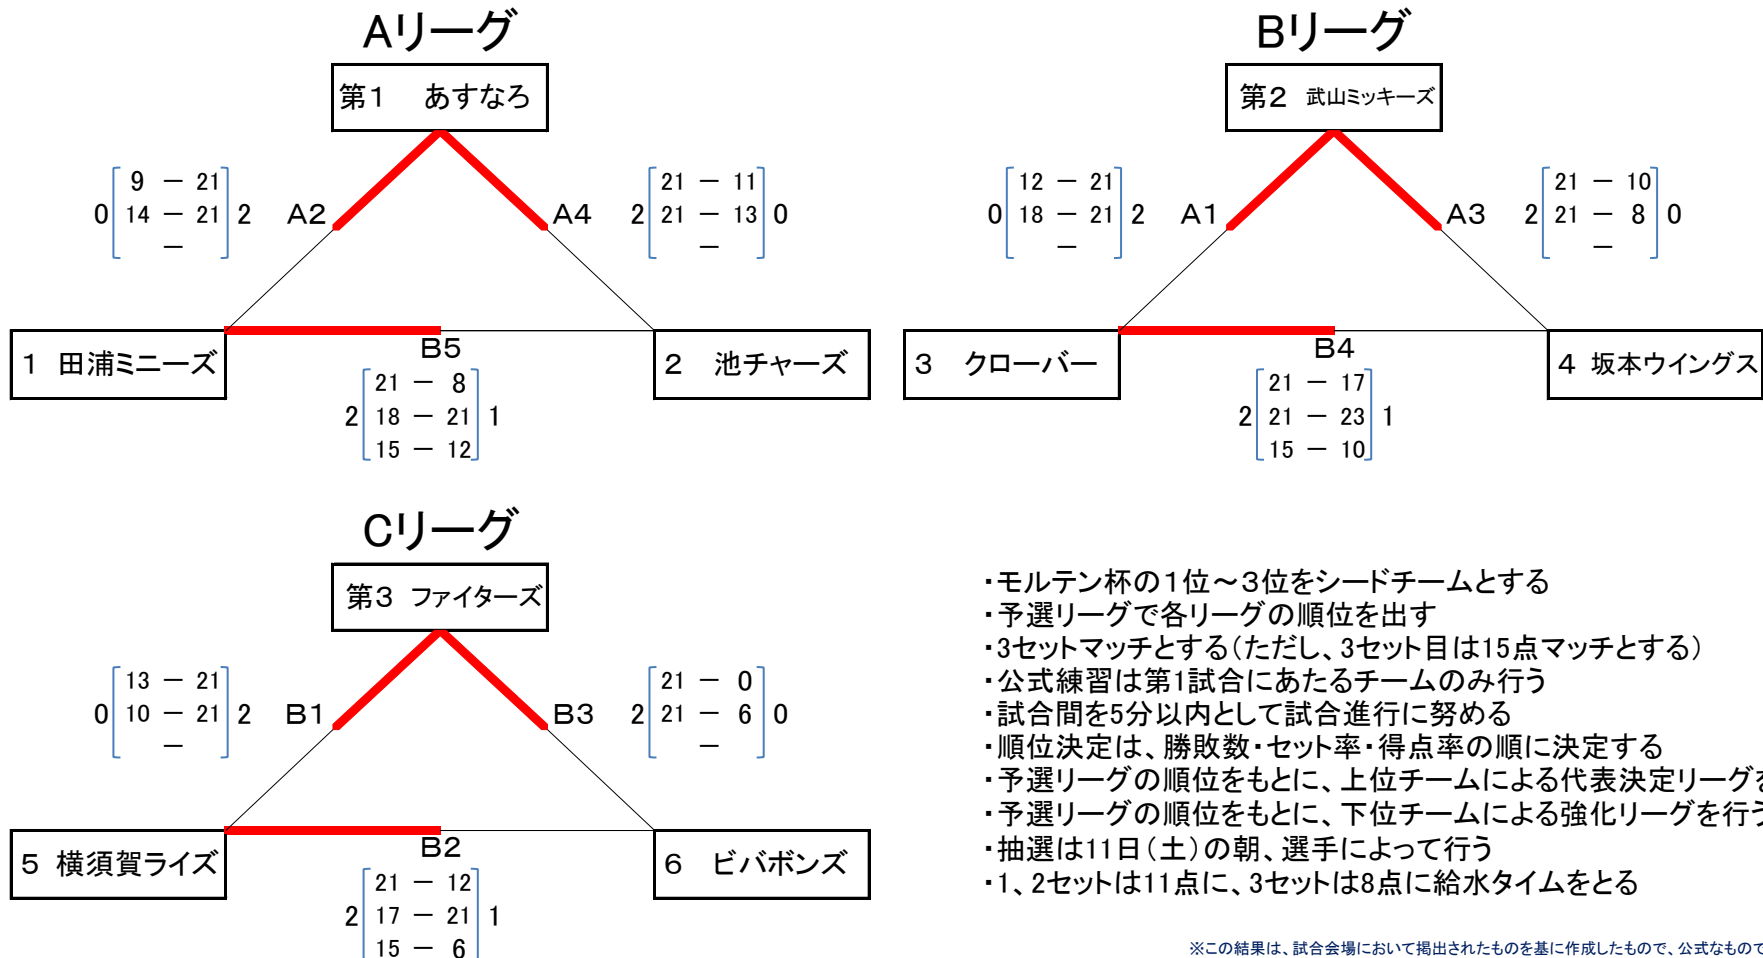 Aリーグ
第1 あすなろ
0 9 － 21 2
14 － 21
－
A2
A4
2 21 － 11 0
21 － 13
－
1 田浦ミニーズ
2 池チャーズ
B5
21 － 8
2 18 － 21 1
15 － 12
Bリーグ
第2 武山ミッキーズ
12 － 21
0 18 － 21 2
－
A1
A3
21 － 10
2 21 － 8 0
－
3 クローバー
4 坂本ウイングス
B4
21 － 17
2 21 － 23 1
15 － 10
Cリーグ
第3 ファイターズ
13 － 21
0 10 － 21 2
－
B1
B3
21 － 0
2 21 － 6 0
－
5 横須賀ライズ
6 ビバボンズ
B2
21 － 12
2 17 － 21 1
15 － 6
・モルテン杯の1位～3位をシードチームとする
・予選リーグで各リーグの順位を出す
・3セットマッチとする(ただし、3セット目は15点マッチとする)
・公式練習は第1試合にあたるチームのみ行う
・試合間を5分以内として試合進行に努める
・順位決定は、勝敗数・セット率・得点率の順に決定する
・予選リーグの順位をもとに、上位チームによる代表決定リーグを
・予選リーグの順位をもとに、下位チームによる強化リーグを行う
・抽選は11日(土)の朝、選手によって行う
・1、2セットは11点に、3セットは8点に給水タイムをとる
※この結果は、試合会場において掲出されたものを基に作成したもので、公式なもので